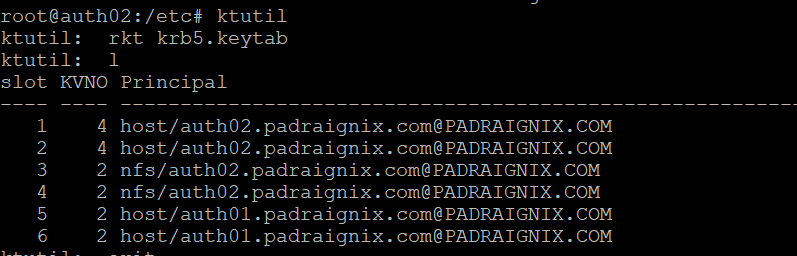 root@auth02:/etc# ktutil
ktutil:  rkt krb5.keytab
ktutil:  l
slot KVNO Principal
---- ---- ---------------------------------------------------------
   1    4 host/auth02.padraignix.com@PADRAIGNIX.COM
   2    4 host/auth02.padraignix.com@PADRAIGNIX.COM
   3    2 nfs/auth02.padraignix.com@PADRAIGNIX.COM
   4    2 nfs/auth02.padraignix.com@PADRAIGNIX.COM
   5    2 host/auth01.padraignix.com@PADRAIGNIX.COM
   6    2 host/auth01.padraignix.com@PADRAIGNIX.COM